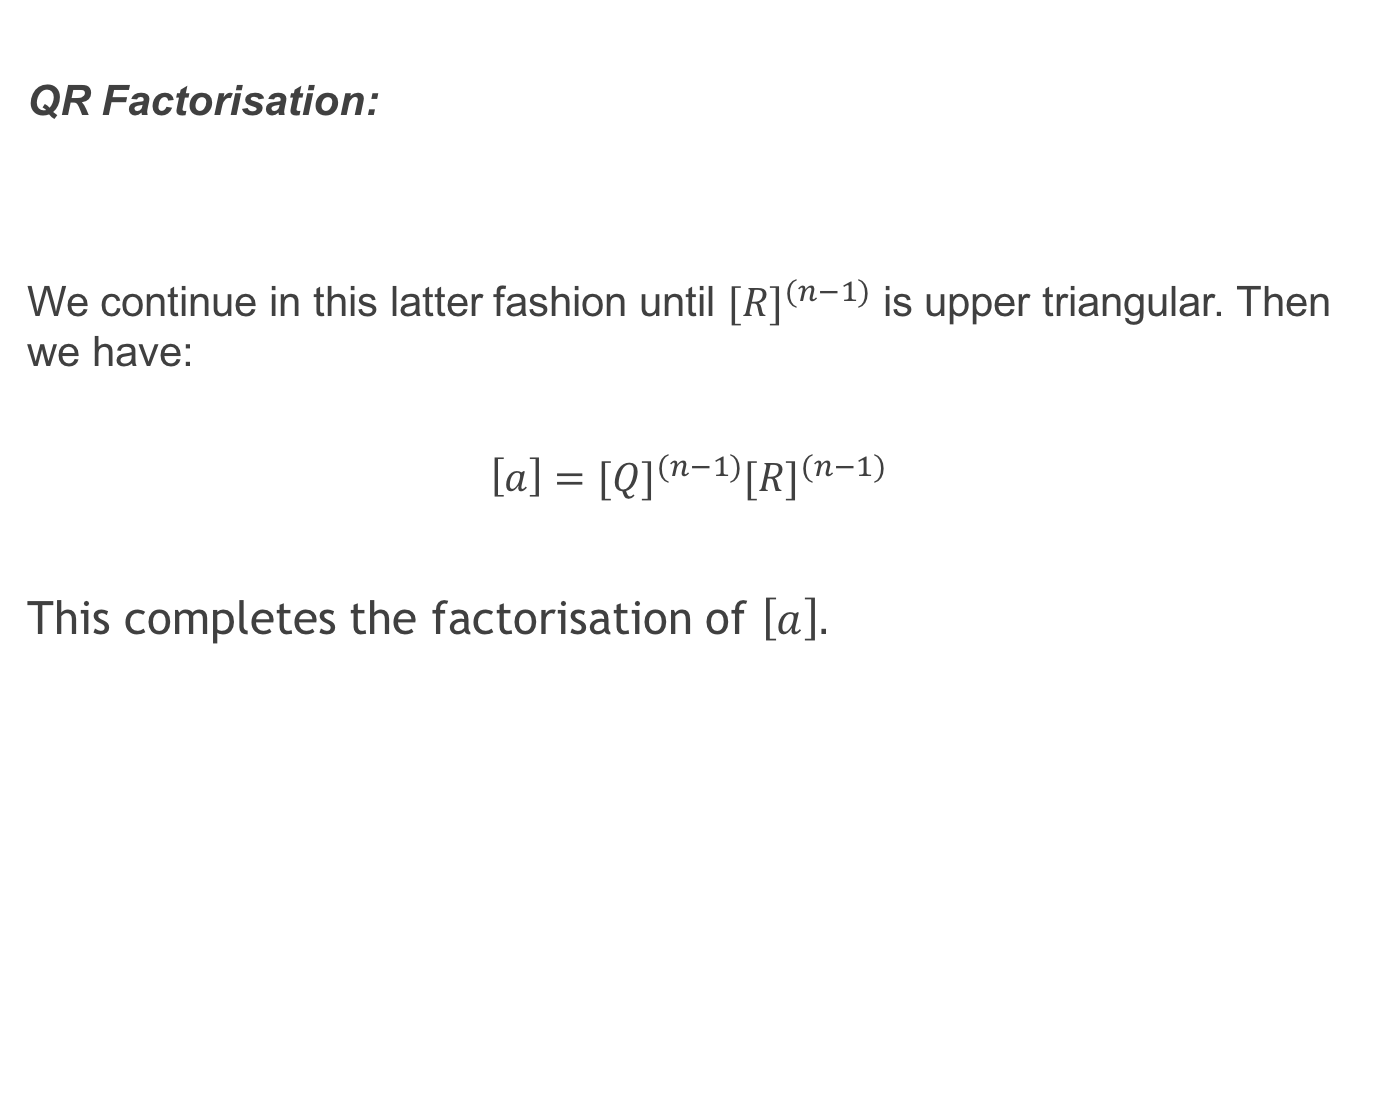 QR Factorisation:
We continue in this latter fashion until [R]^(n−1) is upper triangular. Then
we have:
[a] = [Q]^(n−1)[R]^(n−1)
This completes the factorisation of [a].